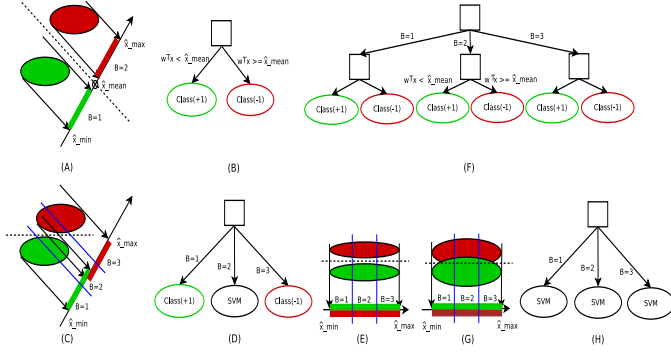 x̂_max
B=2
x̂_mean
B=1
x̂_min
(A)
wTx < x̂_mean
wTx >= x̂_mean
Class(+1)
Class(-1)
(B)
B=1
B=2
B=3
wTx < x̂_mean
wTx >= x̂_mean
Class(+1)
Class(-1)
Class(+1)
Class(-1)
Class(+1)
Class(-1)
(F)
x̂_max
B=3
B=2
B=1
x̂_min
(C)
B=1
B=2
B=3
Class(+1)
SVM
Class(-1)
(D)
B=1
B=2
B=3
x̂_min
x̂_max
(E)
B=1
B=2
B=3
x̂_min
x̂_max
(G)
B=1
B=2
B=3
SVM
SVM
SVM
(H)